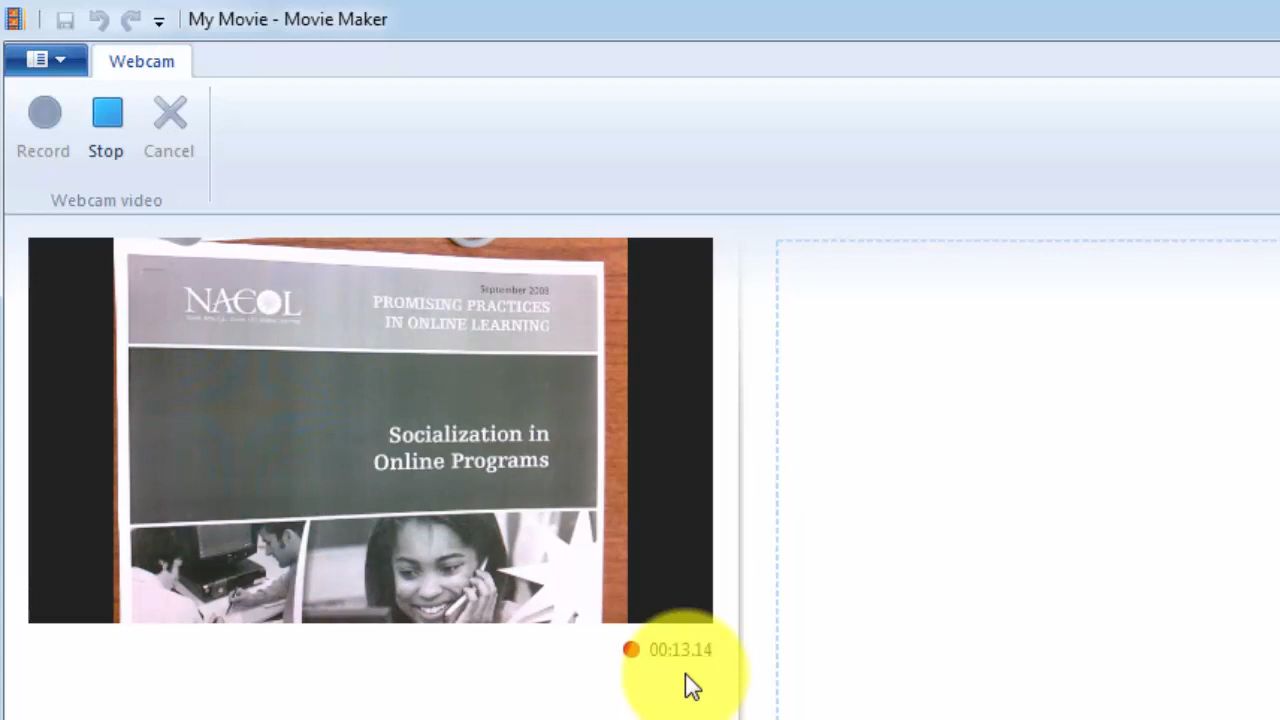 My Movie - Movie Maker
Webcam
Record Stop Cancel
Webcam video
September 2008
NACOL
PROMISING PRACTICES
IN ONLINE LEARNING
Socialization in
Online Programs
00:13.14